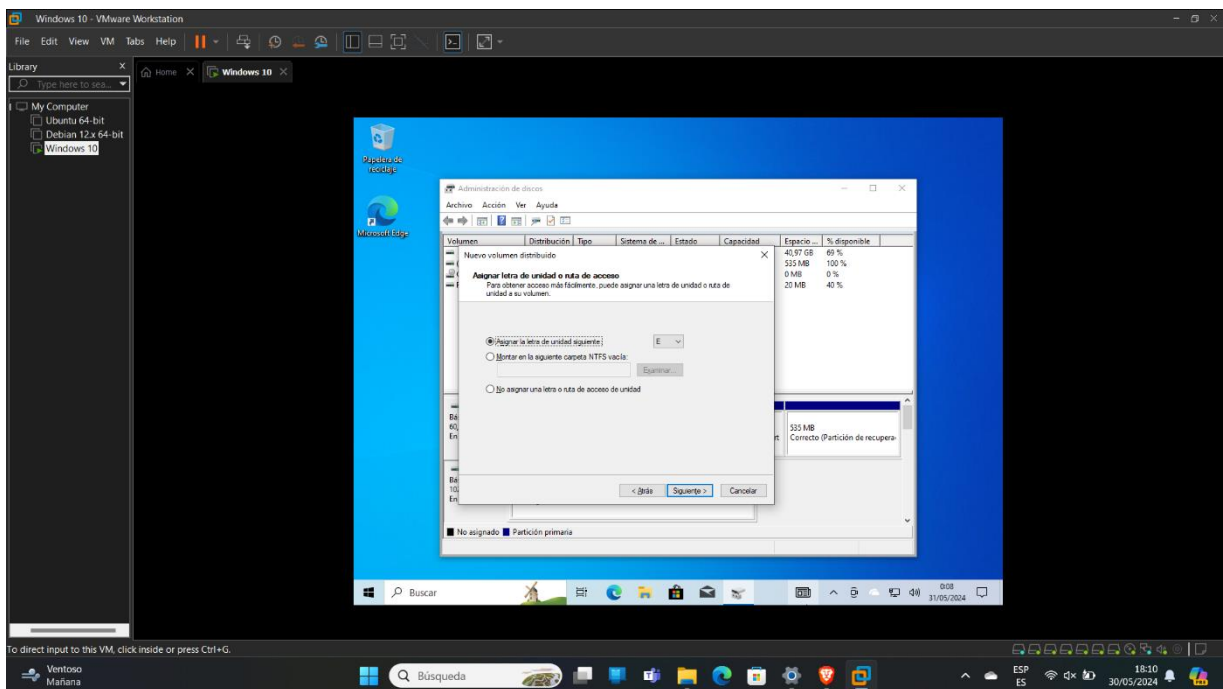 Windows 10 - VMware Workstation
File Edit View VM Tabs Help
Library X
Home X Windows 10 X
Type here to sea...
My Computer
Ubuntu 64-bit
Debian 12.x 64-bit
Windows 10
Papelera de
reciclaje
Microsoft Edge
Administración de discos
Archivo Acción Ver Ayuda
Volumen Distribución Tipo Sistema de ... Estado Capacidad Espacio ... % disponible
40,97 GB 69 %
535 MB 100 %
0 MB 0 %
20 MB 40 %
Nuevo volumen distribuido
Asignar letra de unidad o ruta de acceso
Para obtener acceso más fácilmente, puede asignar una letra de unidad o ruta de
unidad a su volumen.
Asignar la letra de unidad siguiente: E
Montar en la siguiente carpeta NTFS vacía:
Examinar...
No asignar una letra o ruta de acceso de unidad
< Atrás Siguiente > Cancelar
Bá
60,
En
535 MB
Correcto (Partición de recupera
Bá
10,
En
No asignado Partición primaria
Buscar
0:08
31/05/2024
To direct input to this VM, click inside or press Ctrl+G.
Ventoso
Mañana
Búsqueda
ESP
ES
18:10
30/05/2024